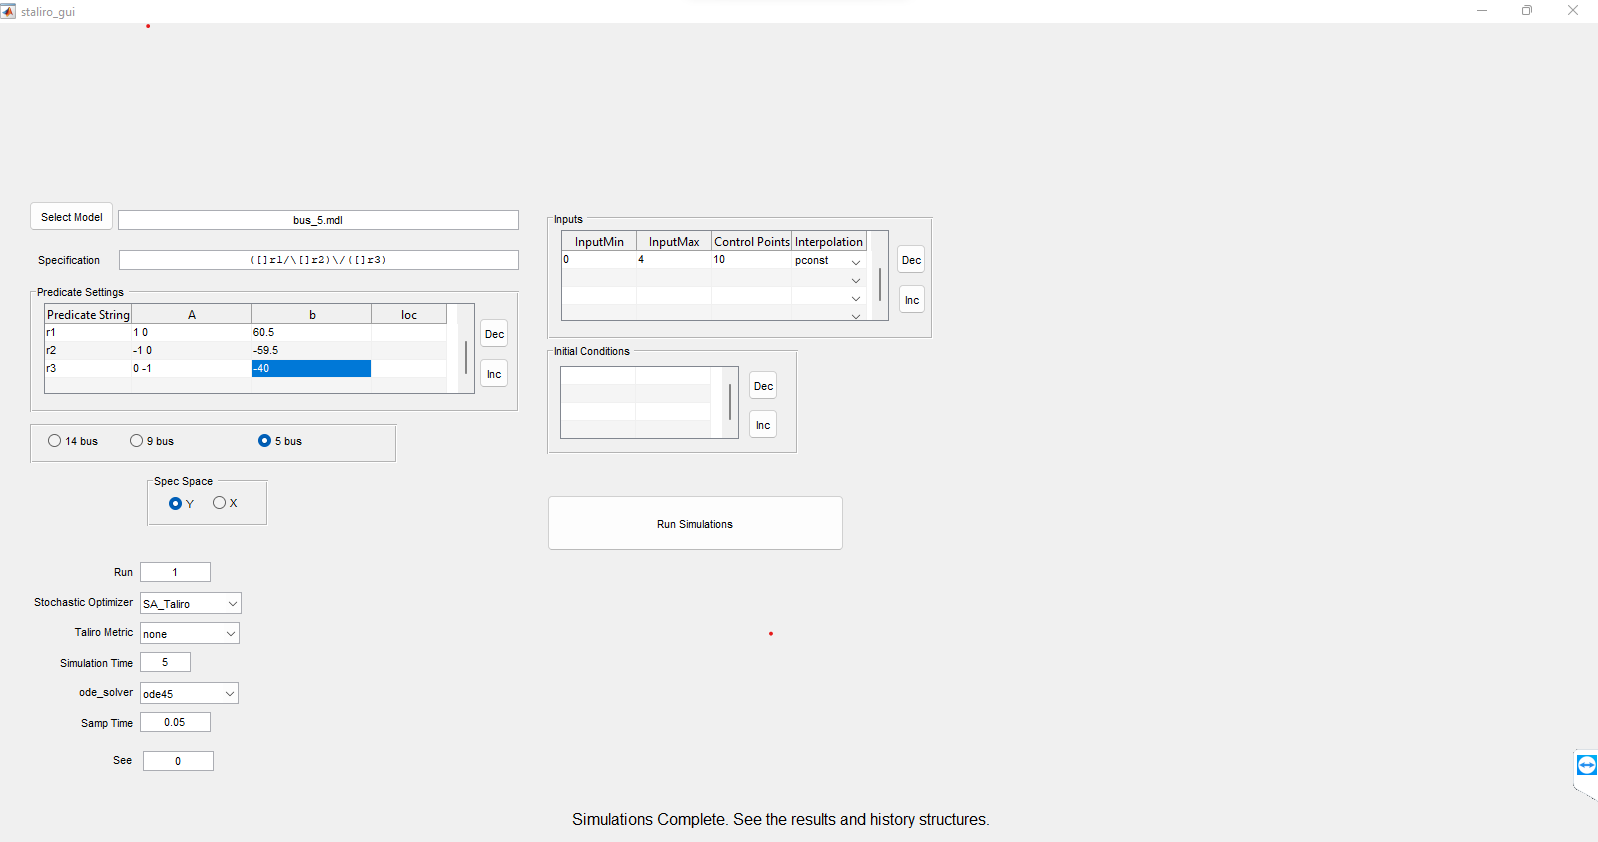 staliro_gui
Select Model
bus_5.mdl
Specification
([]r1/\[]r2)\/([]r3)
Predicate Settings
Predicate String A b loc
r1 1 0 60.5
r2 -1 0 -59.5
r3 0 -1 -40
Dec
Inc
14 bus 9 bus 5 bus
Spec Space
Y X
Run 1
Stochastic Optimizer SA_Taliro
Taliro Metric none
Simulation Time 5
ode_solver ode45
Samp Time 0.05
See 0
Inputs
InputMin InputMax Control Points Interpolation
0 4 10 pconst
Dec
Inc
Initial Conditions
Dec
Inc
Run Simulations
Simulations Complete. See the results and history structures.